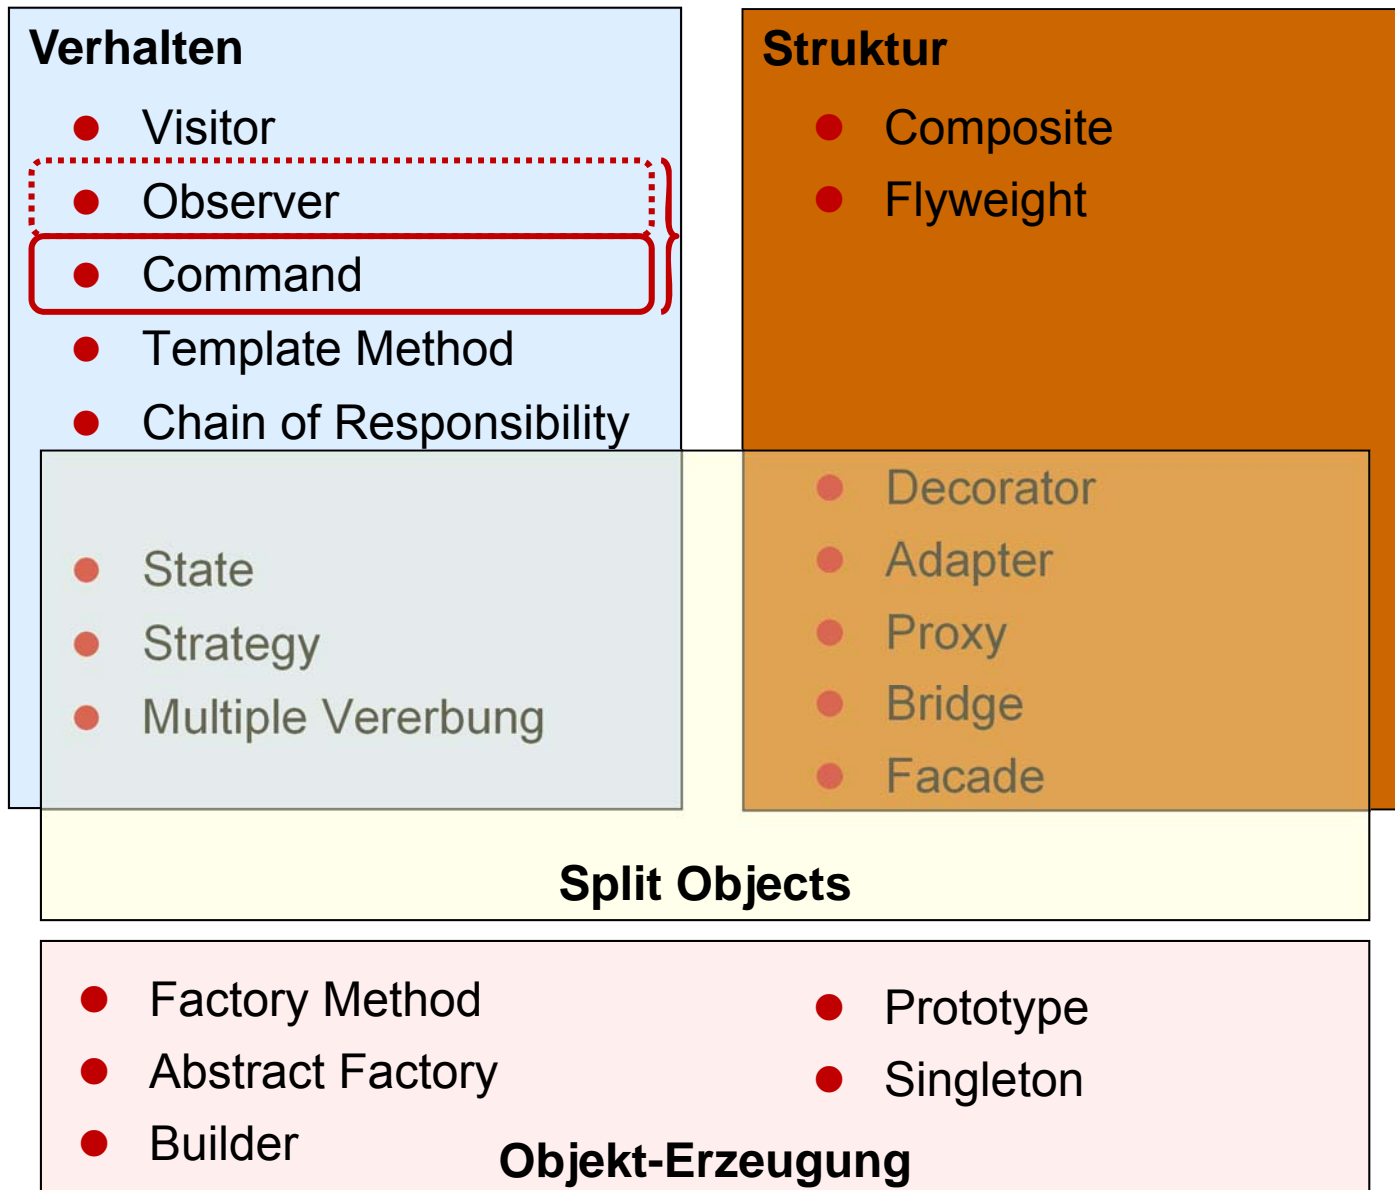 Verhalten
● Visitor
● Observer
● Command
● Template Method
● Chain of Responsibility
● State
● Strategy
● Multiple Vererbung
Struktur
● Composite
● Flyweight
● Decorator
● Adapter
● Proxy
● Bridge
● Facade
Split Objects
● Factory Method
● Abstract Factory
● Builder
● Prototype
● Singleton
Objekt-Erzeugung